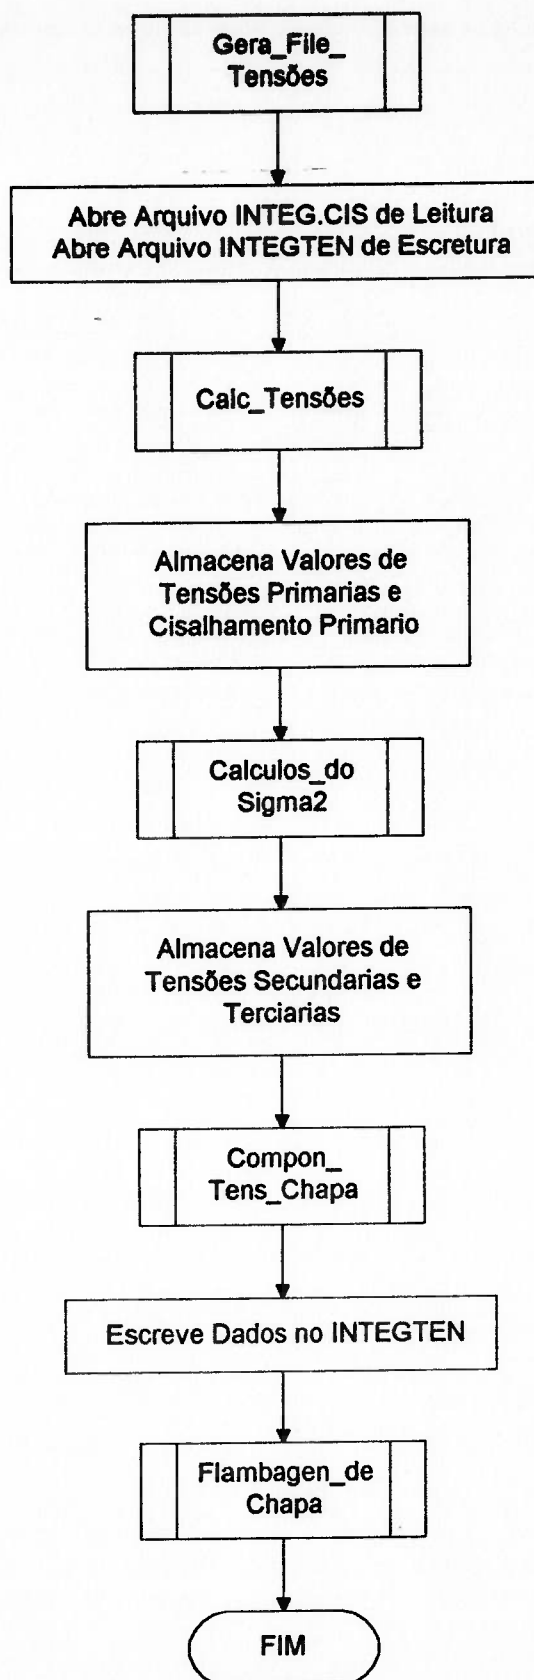 Gera_File_
Tensões
Abre Arquivo INTEG.CIS de Leitura
Abre Arquivo INTEGTEN de Escretura
Calc_Tensões
Almacena Valores de
Tensões Primarias e
Cisalhamento Primario
Calculos_do
Sigma2
Almacena Valores de
Tensões Secundarias e
Terciarias
Compon_
Tens_Chapa
Escreve Dados no INTEGTEN
Flambagen_de
Chapa
FIM